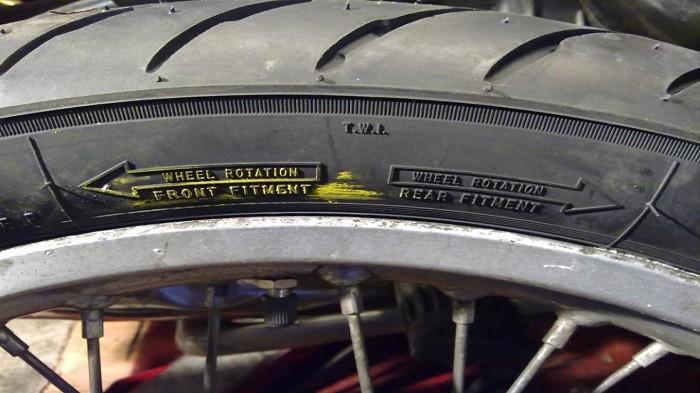 T.W.I.
WHEEL ROTATION
FRONT FITMENT
WHEEL ROTATION
REAR FITMENT